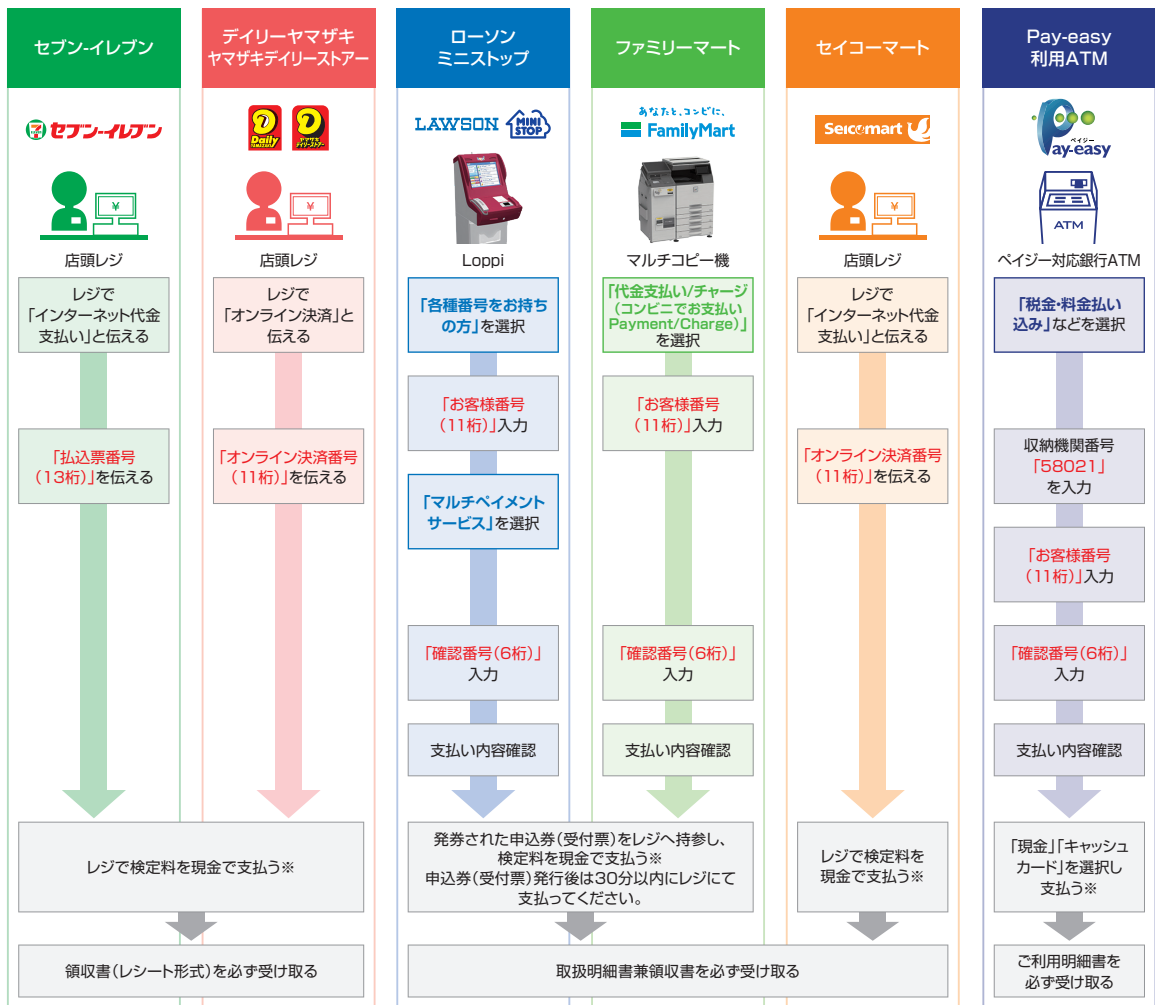 セブン-イレブン
デイリーヤマザキ
ヤマザキデイリーストアー
ローソン
ミニストップ
ファミリーマート
セイコーマート
Pay-easy
利用ATM
セブン-イレブン
Daily
YAMAZAKI
ヤマザキ
デイリーストアー
LAWSON
MINI
STOP
あなたと、コンビに、
FamilyMart
Seicomart
ペイジー
Pay-easy
¥
¥
¥
ATM
店頭レジ
店頭レジ
Loppi
マルチコピー機
店頭レジ
ペイジー対応銀行ATM
レジで
「インターネット代金
支払い」と伝える
レジで
「オンライン決済」と
伝える
「各種番号をお持ち
の方」を選択
「代金支払い/チャージ
(コンビニでお支払い
Payment/Charge)」
を選択
レジで
「インターネット代金
支払い」と伝える
「税金・料金払い
込み」などを選択
「お客様番号
(11桁)」入力
「お客様番号
(11桁)」入力
「払込票番号
(13桁)」を伝える
「オンライン決済番号
(11桁)」を伝える
「オンライン決済番号
(11桁)」を伝える
収納機関番号
「58021」
を入力
「マルチペイメント
サービス」を選択
「お客様番号
(11桁)」入力
「確認番号(6桁)」
入力
「確認番号(6桁)」
入力
「確認番号(6桁)」
入力
支払い内容確認
支払い内容確認
支払い内容確認
レジで検定料を現金で支払う※
発券された申込券(受付票)をレジへ持参し、
検定料を現金で支払う※
申込券(受付票)発行後は30分以内にレジにて
支払ってください。
レジで検定料を
現金で支払う※
「現金」「キャッシュ
カード」を選択し
支払う※
領収書(レシート形式)を必ず受け取る
取扱明細書兼領収書を必ず受け取る
ご利用明細書を
必ず受け取る